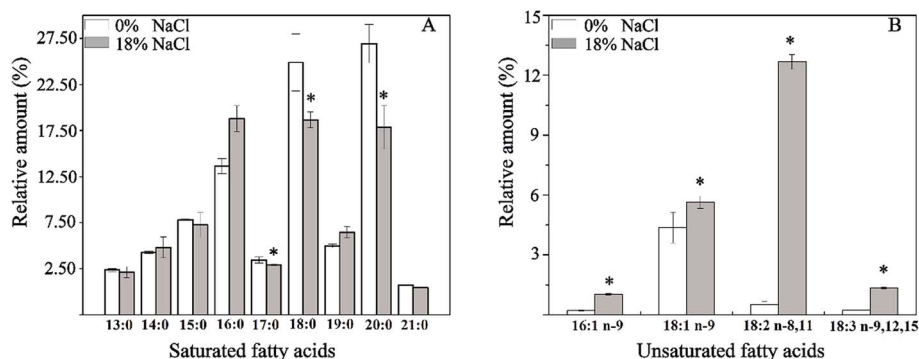 A
0% NaCl
18% NaCl
27.50
22.50
17.50
12.50
7.50
2.50
Relative amount (%)
* * *
13:0 14:0 15:0 16:0 17:0 18:0 19:0 20:0 21:0
Saturated fatty acids
B
0% NaCl
18% NaCl
15
12
9
6
3
Relative amount (%)
* * * *
16:1 n-9 18:1 n-9 18:2 n-8,11 18:3 n-9,12,15
Unsaturated fatty acids